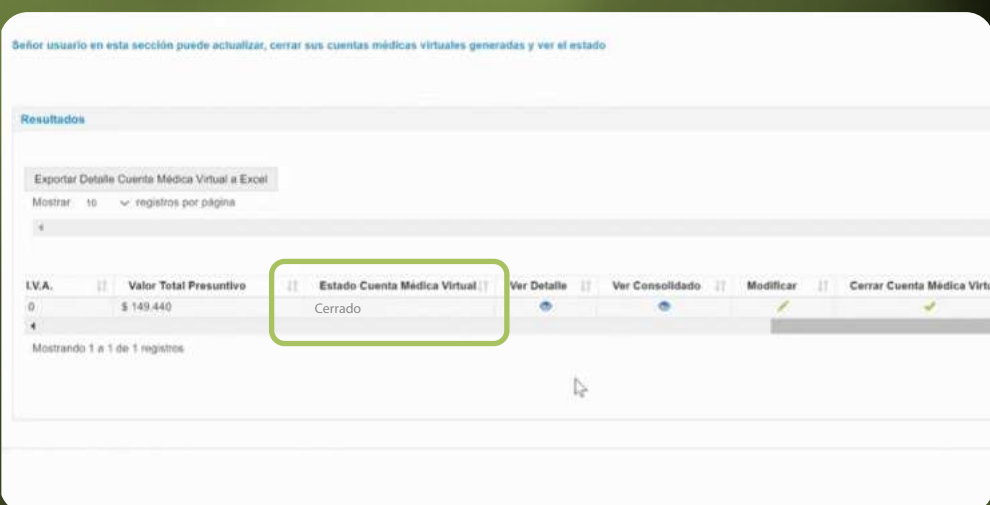 Señor usuario en esta sección puede actualizar, cerrar sus cuentas médicas virtuales generadas y ver el estado
Resultados
Exportar Detalle Cuenta Médica Virtual a Excel
Mostrar 10 registros por página
I.V.A. Valor Total Presuntivo Estado Cuenta Médica Virtual Ver Detalle Ver Consolidado Modificar Cerrar Cuenta Médica Virtu
0 $ 149.440 Cerrado
Mostrando 1 a 1 de 1 registros